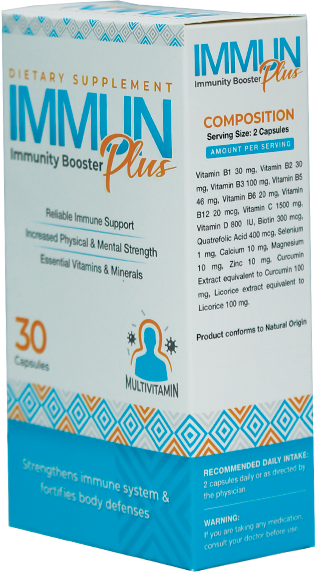 DIETARY SUPPLEMENT
IMMUN
Immunity Booster
Plus
Reliable Immune Support
Increased Physical & Mental Strength
Essential Vitamins & Minerals
30
Capsules
MULTIVITAMIN
Strengthens immune system &
fortifies body defenses
IMMUN
Immunity Booster
Plus
COMPOSITION
Serving Size: 2 Capsules
AMOUNT PER SERVING
Vitamin B1 30 mg, Vitamin B2 30
mg, Vitamin B3 100 mg, Vitamin B5
46 mg, Vitamin B6 20 mg, Vitamin
B12 20 mcg, Vitamin C 1500 mg,
Vitamin D 800 IU, Biotin 300 mcg,
Quatrefolic Acid 400 mcg, Selenium
1 mg, Calcium 10 mg, Magnesium
10 mg, Zinc 10 mg, Curcumin
Extract equivalent to Curcumin 100
mg, Licorice extract equivalent to
Licorice 100 mg.
Product conforms to Natural Origin
RECOMMENDED DAILY INTAKE:
2 capsules daily or as directed by
the physician.
WARNING:
If you are taking any medication,
consult your doctor before use.